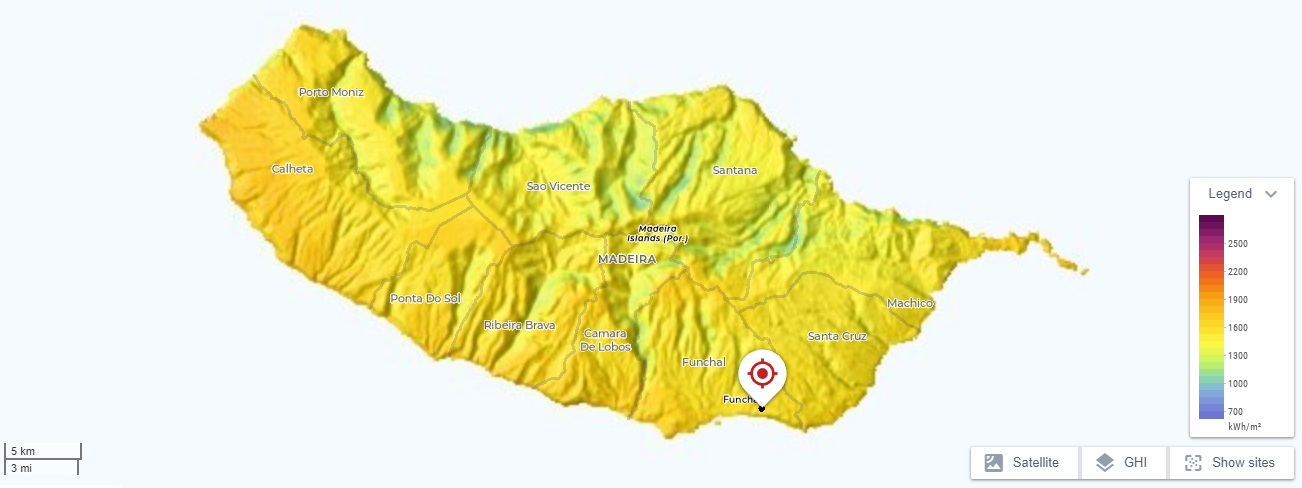 Porto Moniz
Calheta
Sao Vicente
Santana
Madeira
Islands (Por.)
MADEIRA
Ponta Do Sol
Ribeira Brava
Camara
De Lobos
Machico
Santa Cruz
Funchal
Funch
Legend
2500
2200
1900
1600
1300
1000
700
kWh/m²
5 km
3 mi
Satellite
GHI
Show sites